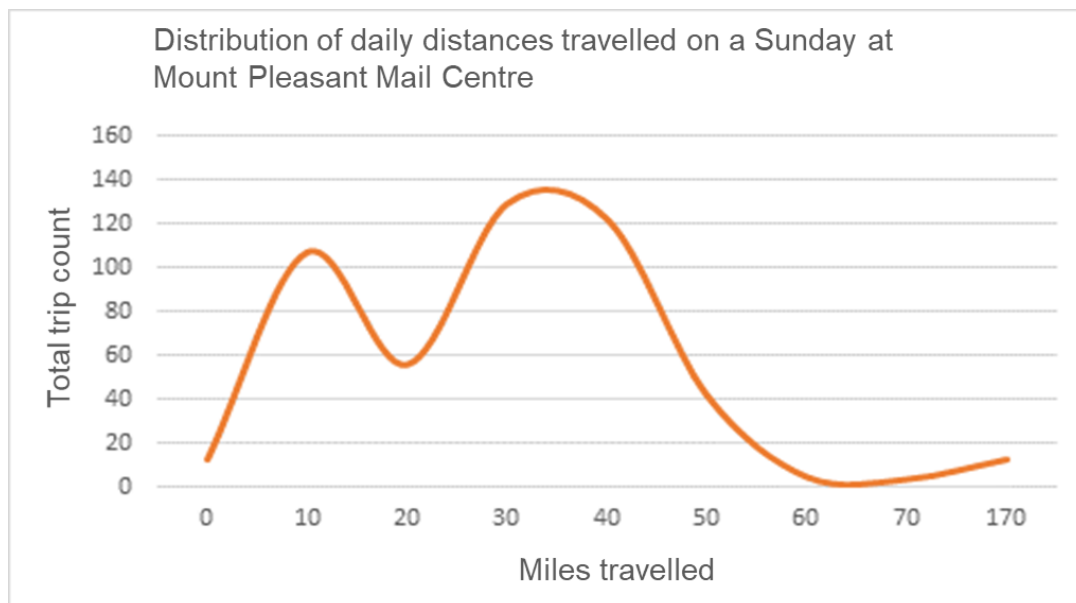 Distribution of daily distances travelled on a Sunday at
Mount Pleasant Mail Centre
Total trip count
160
140
120
100
80
60
40
20
0
0 10 20 30 40 50 60 70 170
Miles travelled